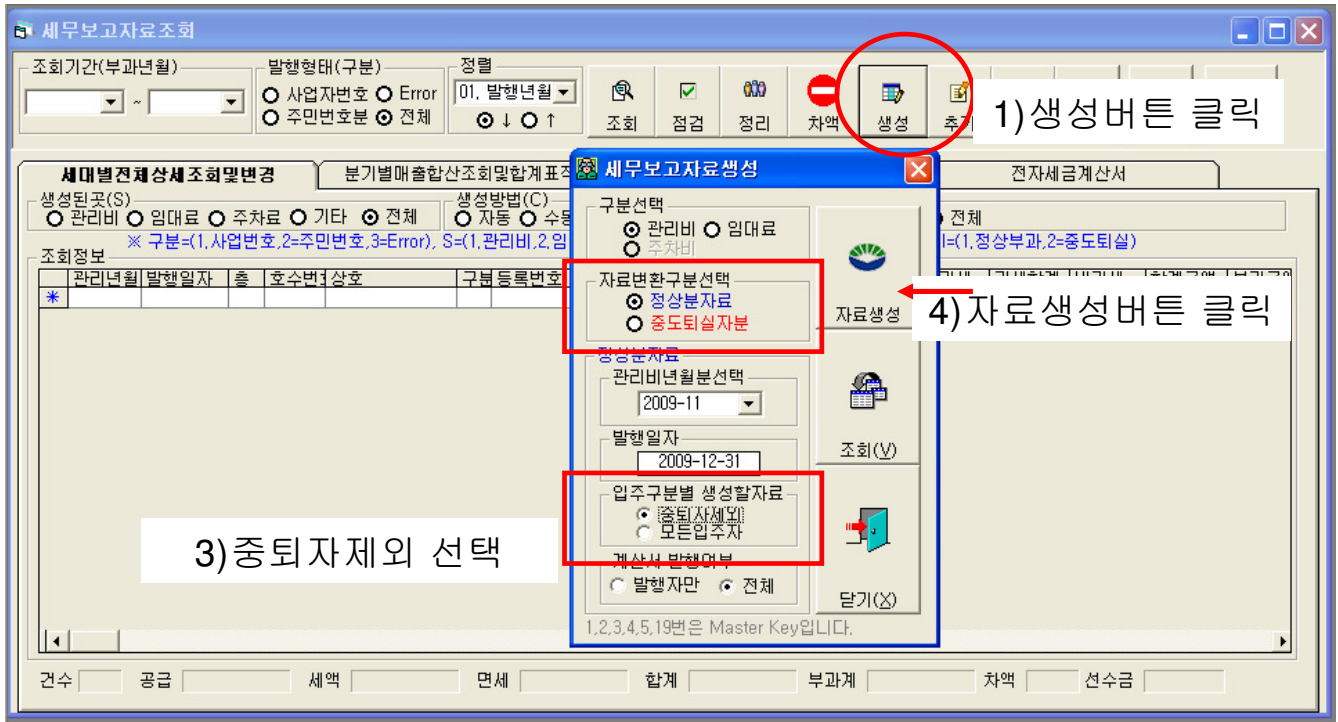 세무보고자료조회
조회기간(부과년월) 발행형태(구분) 정렬
~ 사업자번호 Error 01. 발행년월
주민번호분 전체 ↓ ↑
조회 점검 정리 차액 생성
1)생성버튼 클릭
세대별전체상세조회및변경 분기별매출합산조회및합계표 전자세금계산서
생성된곳(S) 생성방법(C)
관리비 임대료 주차료 기타 전체 자동 전체
※ 구분=(1,사업번호,2=주민번호,3=Error), S=(1,관리비,2, =(1,정상부과,2=중도퇴실)
조회정보
관리년월 발행일자 층 호수번 상호 구분 등록번호
*
세무보고자료생성
구분선택
관리비 임대료
주차비
자료변환구분선택
정상분자료
중도퇴실자분
자료생성
4)자료생성버튼 클릭
정상분자료
관리비년월분선택
2009-11
발행일자
2009-12-31
조회(V)
입주구분별 생성할자료
중퇴자제외
모든입주자
3)중퇴자제외 선택
계산서 발행여부
발행자만 전체
닫기(X)
1,2,3,4,5,19번은 Master Key입니다.
건수 공급 세액 면세 합계 부과계 차액 선수금